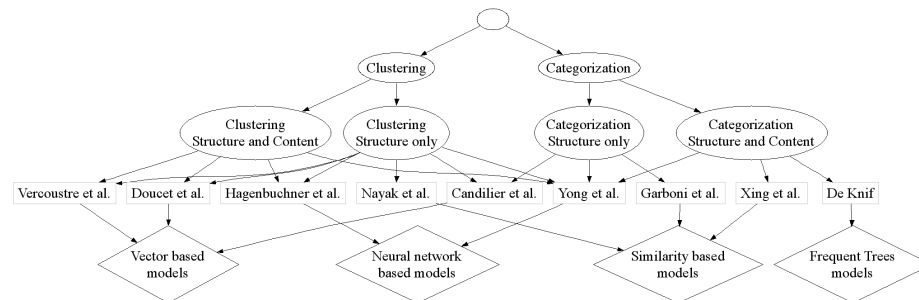 Clustering
Categorization
Clustering
Structure and Content
Clustering
Structure only
Categorization
Structure only
Categorization
Structure and Content
Vercoustre et al.
Doucet et al.
Hagenbuchner et al.
Nayak et al.
Candilier et al.
Yong et al.
Garboni et al.
Xing et al.
De Knif
Vector based
models
Neural network
based models
Similarity based
models
Frequent Trees
models